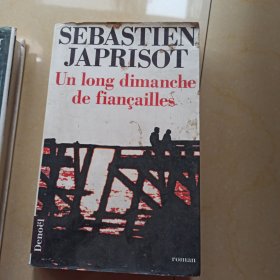 SEBASTIEN
JAPRISOT
Un long dimanche
de fiançailles
Denoël
roman